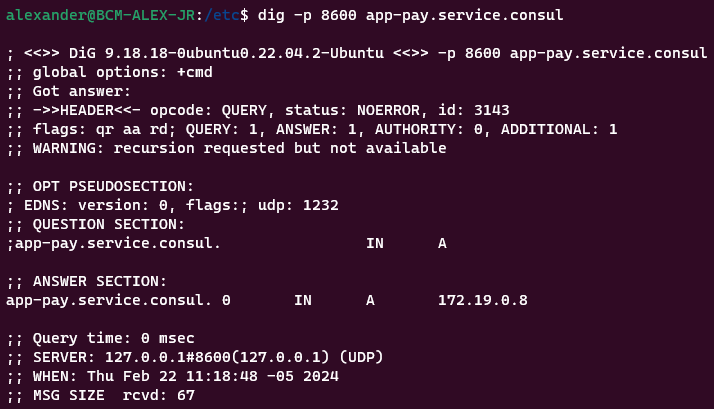 alexander@BCM-ALEX-JR:/etc$ dig -p 8600 app-pay.service.consul

; <<>> DiG 9.18.18-0ubuntu0.22.04.2-Ubuntu <<>> -p 8600 app-pay.service.consul
;; global options: +cmd
;; Got answer:
;; ->>HEADER<<- opcode: QUERY, status: NOERROR, id: 3143
;; flags: qr aa rd; QUERY: 1, ANSWER: 1, AUTHORITY: 0, ADDITIONAL: 1
;; WARNING: recursion requested but not available

;; OPT PSEUDOSECTION:
; EDNS: version: 0, flags:; udp: 1232
;; QUESTION SECTION:
;app-pay.service.consul.                IN      A

;; ANSWER SECTION:
app-pay.service.consul. 0        IN      A       172.19.0.8

;; Query time: 0 msec
;; SERVER: 127.0.0.1#8600(127.0.0.1) (UDP)
;; WHEN: Thu Feb 22 11:18:48 -05 2024
;; MSG SIZE  rcvd: 67